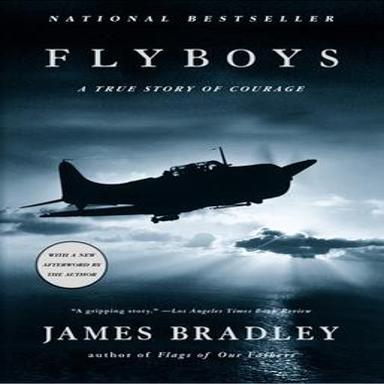 NATIONAL BESTSELLER
FLYBOYS
A TRUE STORY OF COURAGE
WITH A NEW
AFTERWORD BY
THE AUTHOR
"A gripping story." —Los Angeles Times Book Review
JAMES BRADLEY
author of Flags of Our Fathers